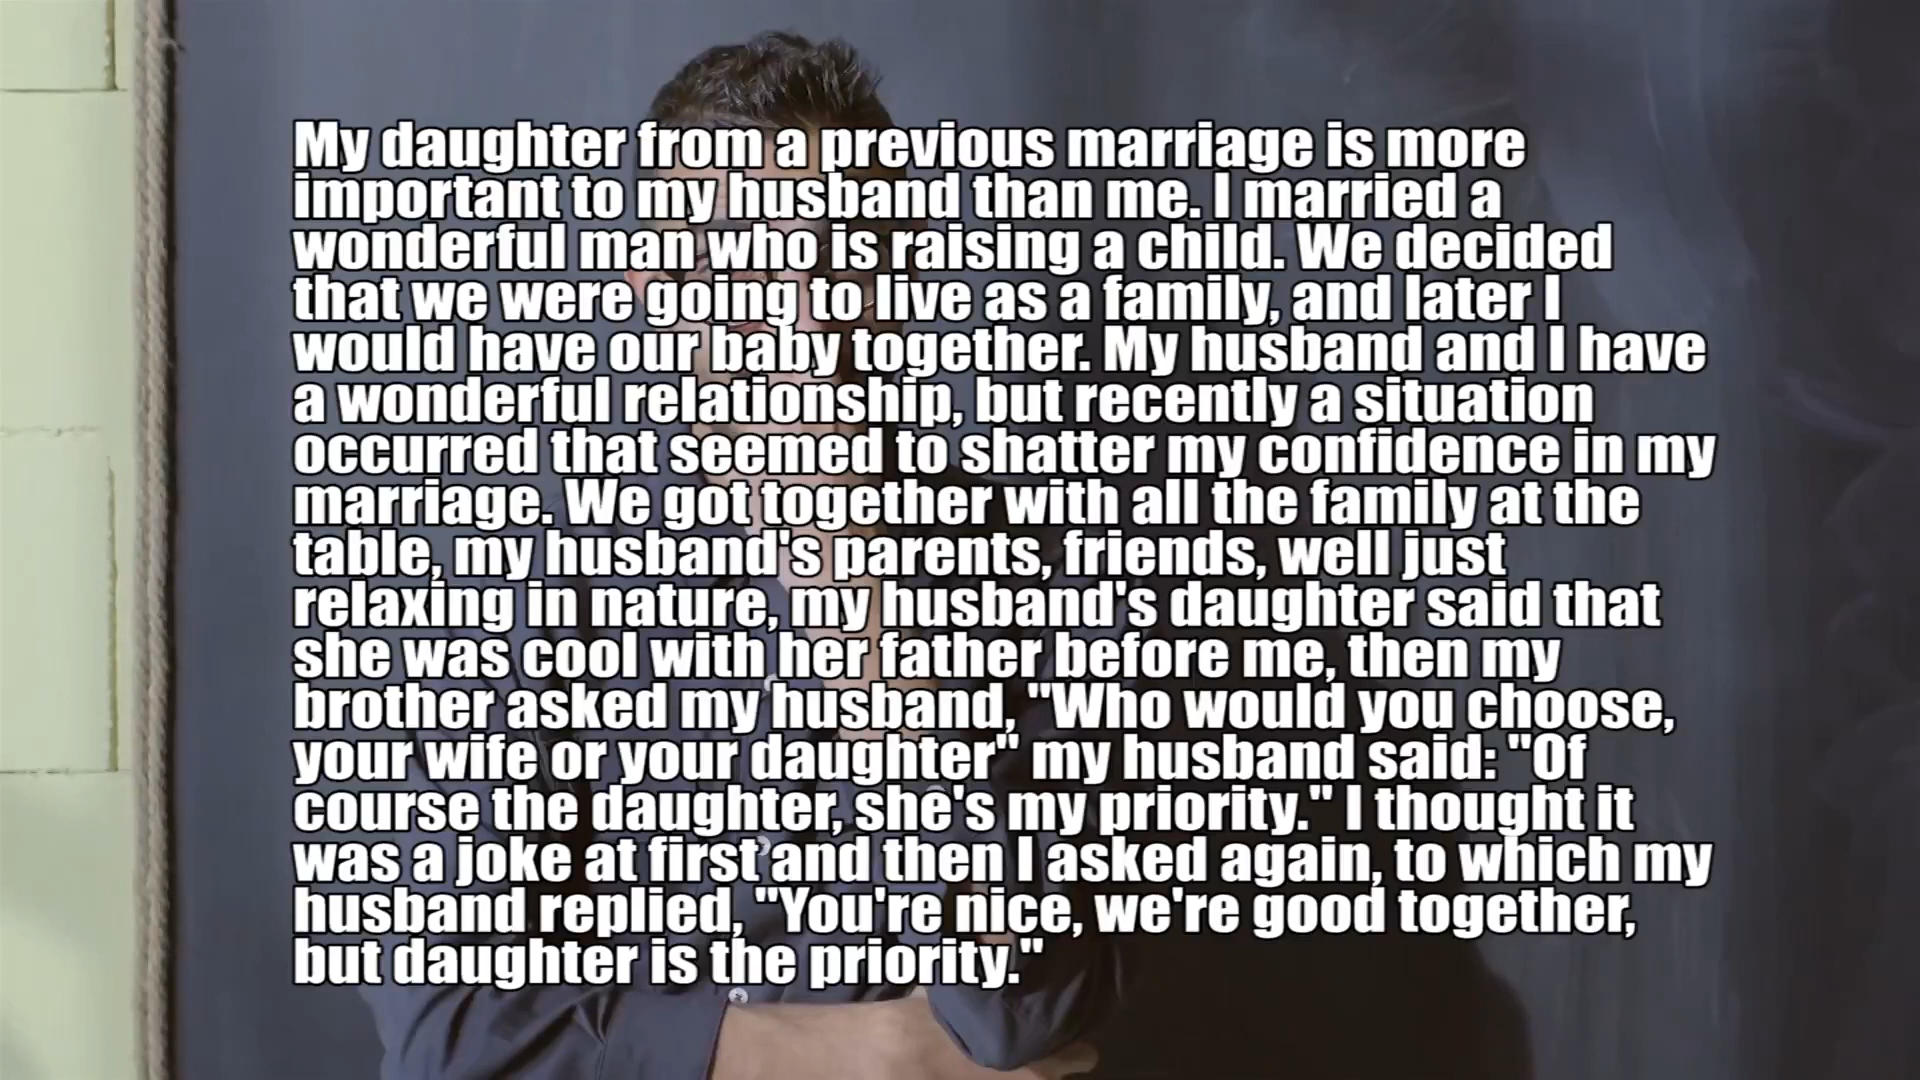 My daughter from a previous marriage is more
important to my husband than me. I married a
wonderful man who is raising a child. We decided
that we were going to live as a family, and later I
would have our baby together. My husband and I have
a wonderful relationship, but recently a situation
occurred that seemed to shatter my confidence in my
marriage. We got together with all the family at the
table, my husband's parents, friends, well just
relaxing in nature, my husband's daughter said that
she was cool with her father before me, then my
brother asked my husband, "Who would you choose,
your wife or your daughter" my husband said: "Of
course the daughter, she's my priority." I thought it
was a joke at first and then I asked again, to which my
husband replied, "You're nice, we're good together,
but daughter is the priority."